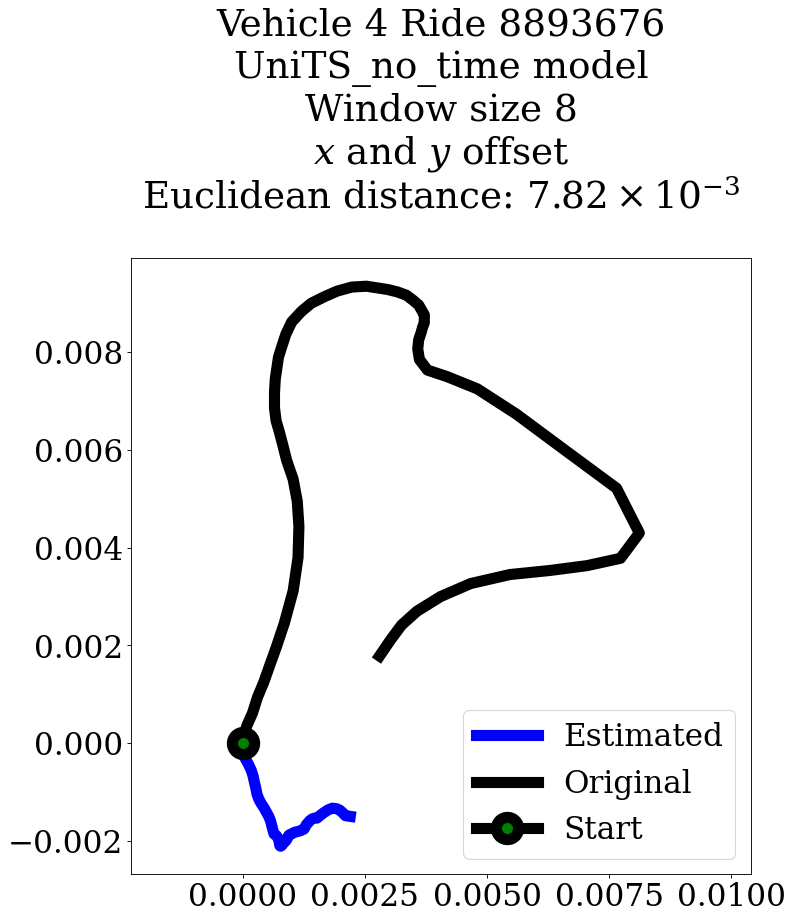 Vehicle 4 Ride 8893676
UniTS_no_time model
Window size 8
x and y offset
Euclidean distance: 7.82 × 10⁻³
0.008
0.006
0.004
0.002
0.000
−0.002
0.0000 0.0025 0.0050 0.0075 0.0100
Estimated
Original
Start